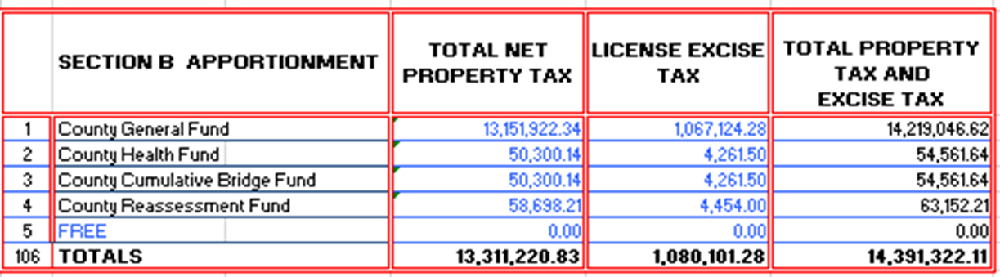 SECTION B APPORTIONMENT TOTAL NET PROPERTY TAX LICENSE EXCISE TAX TOTAL PROPERTY TAX AND EXCISE TAX
1 County General Fund 13,151,922.34 1,067,124.28 14,219,046.62
2 County Health Fund 50,300.14 4,261.50 54,561.64
3 County Cumulative Bridge Fund 50,300.14 4,261.50 54,561.64
4 County Reassessment Fund 58,698.21 4,454.00 63,152.21
5 FREE 0.00 0.00 0.00
106 TOTALS 13,311,220.83 1,080,101.28 14,391,322.11